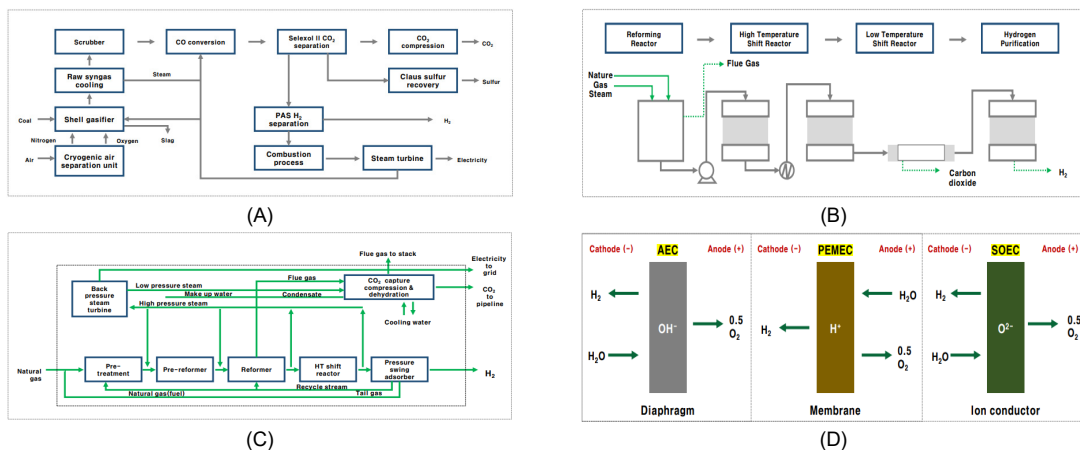 Scrubber
CO conversion
Selexol II CO₂
separation
CO₂
compression
CO₂
Raw syngas
cooling
Steam
Claus sulfur
recovery
Sulfur
Coal
Shell gasifier
PAS H₂
separation
H₂
Nitrogen
Oxygen
Slag
Air
Cryogenic air
separation unit
Combustion
process
Steam turbine
Electricity
(A)
Reforming
Reactor
High Temperature
Shift Reactor
Low Temperature
Shift Reactor
Hydrogen
Purification
Flue Gas
Nature
Gas
Steam
Carbon
dioxide
H₂
(B)
Flue gas to stack
Electricity
to
grid
Flue gas
Back
pressure
steam
turbine
Low pressure steam
Make up water
Condensate
High pressure steam
CO₂ capture
compression &
dehydration
CO₂
to
pipeline
Cooling water
Natural
gas
Pre-
treatment
Pre-reformer
Reformer
HT shift
reactor
Pressure
swing
adsorber
H₂
Recycle stream
Natural gas(fuel)
Tail gas
(C)
Cathode (-)
AEC
Anode (+)
H₂
H₂O
OH⁻
0.5
O₂
Diaphragm
Cathode (-)
PEMEC
Anode (+)
H₂
H⁺
H₂O
0.5
O₂
Membrane
Cathode (-)
SOEC
Anode (+)
H₂
H₂O
O²⁻
0.5
O₂
Ion conductor
(D)